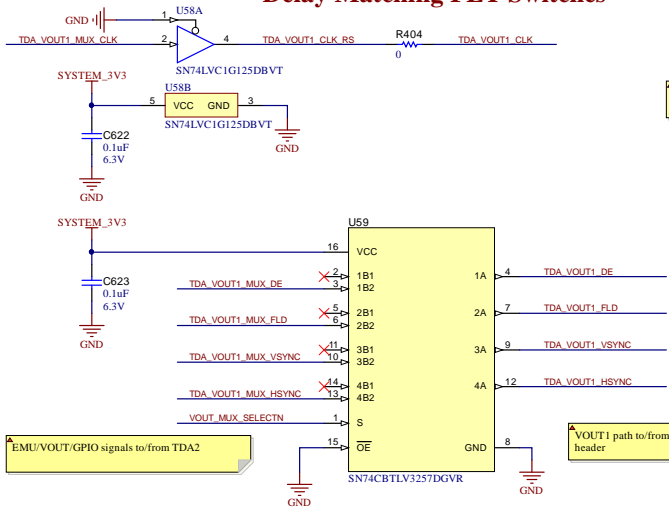 Delay Matching FET Switches
GND
1
U58A
TDA_VOUT1_MUX_CLK
2
4
TDA_VOUT1_CLK_RS
R404
0
TDA_VOUT1_CLK
SN74LVC1G125DBVT
SYSTEM_3V3
U58B
5
VCC
GND
3
SN74LVC1G125DBVT
GND
C622
0.1uF
6.3V
GND
SYSTEM_3V3
U59
16
VCC
C623
0.1uF
6.3V
GND
2
1B1
1A
4
TDA_VOUT1_DE
TDA_VOUT1_MUX_DE
3
1B2
5
2B1
2A
7
TDA_VOUT1_FLD
TDA_VOUT1_MUX_FLD
6
2B2
11
3B1
3A
9
TDA_VOUT1_VSYNC
TDA_VOUT1_MUX_VSYNC
10
3B2
14
4B1
4A
12
TDA_VOUT1_HSYNC
TDA_VOUT1_MUX_HSYNC
13
4B2
VOUT_MUX_SELECTN
1
S
15
OE
GND
8
SN74CBTLV3257DGVR
GND
GND
EMU/VOUT/GPIO signals to/from TDA2
VOUT1 path to/from
header